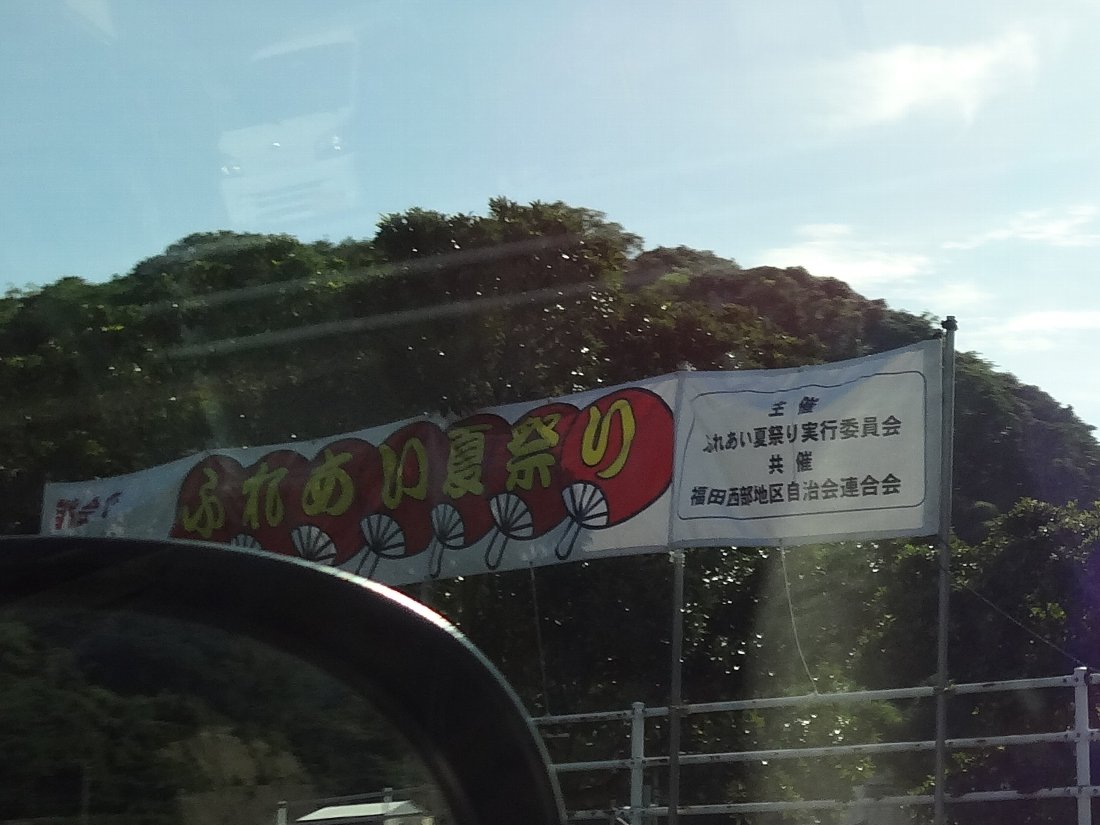 ふれあい夏祭り
主催
ふれあい夏祭り実行委員会
共催
福田西部地区自治会連合会